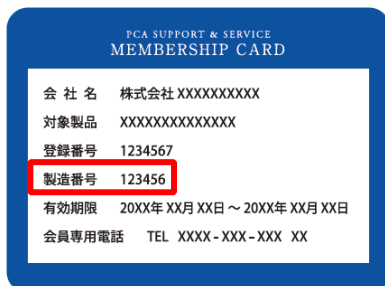 PCA SUPPORT & SERVICE
MEMBERSHIP CARD
会 社 名 株式会社 XXXXXXXXXX
対象製品 XXXXXXXXXXXXXX
登録番号 1234567
製造番号 123456
有効期限 20XX年 XX月 XX日 ～ 20XX年 XX月 XX日
会員専用電話 TEL XXXX - XXX - XXX XX